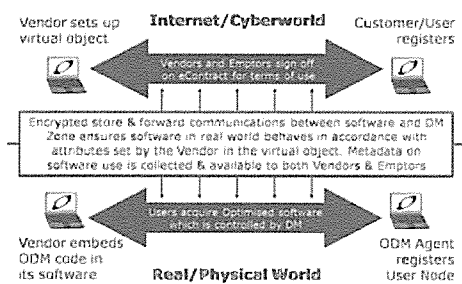 Vendor sets up
virtual object
Internet/Cyberworld
Customer/User
registers
Vendors and Emptors sign off
on eContract for terms of use
Encrypted store & forward communications between software and DM
Zone ensures software in real world behaves in accordance with
attributes set by the Vendor in the virtual object. Metadata on
software use is collected & available to both Vendors & Emptors
Users acquire Optimised software
which is controlled by DM
Vendor embeds
ODM code in
its software
Real/Physical World
ODM Agent
registers
User Node